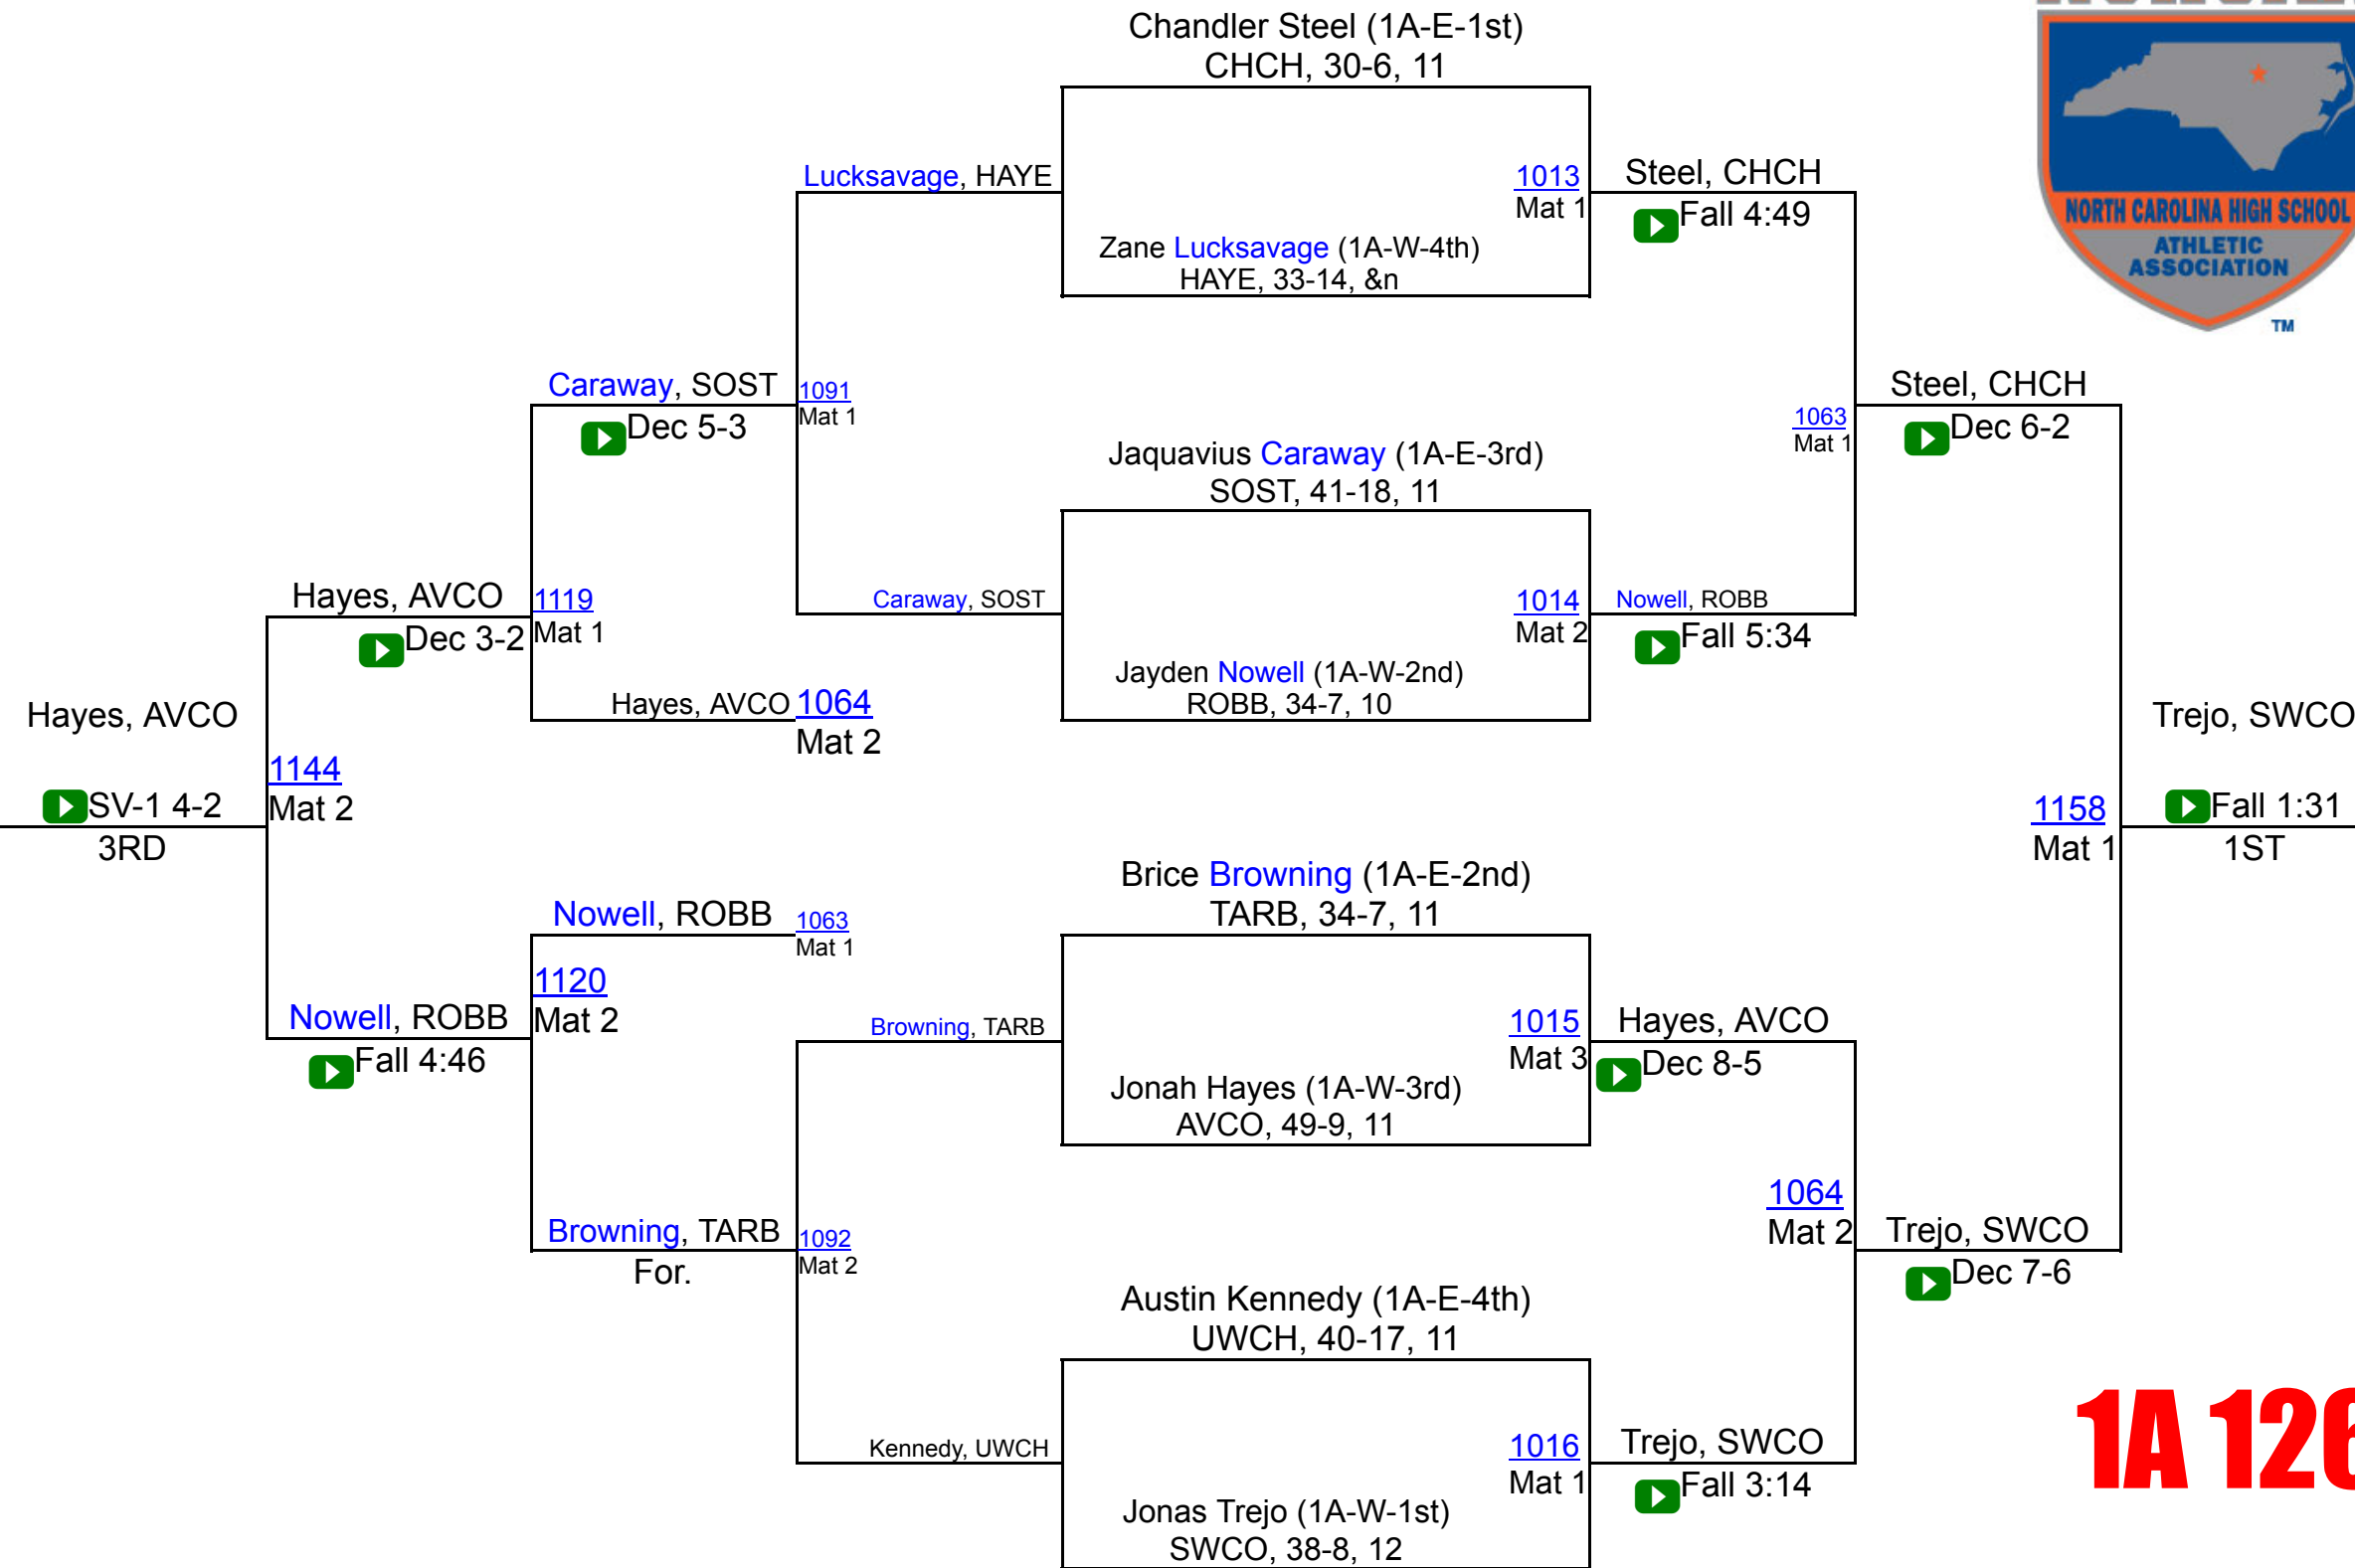 Chandler Steel (1A-E-1st)
CHCH, 30-6, 11
NORTH CAROLINA HIGH SCHOOL
ATHLETIC
ASSOCIATION
TM
Lucksavage, HAYE
1013
Mat 1
Steel, CHCH
Fall 4:49
Zane Lucksavage (1A-W-4th)
HAYE, 33-14, &n
Caraway, SOST
Dec 5-3
1091
Mat 1
Steel, CHCH
Dec 6-2
1063
Mat 1
Jaquavius Caraway (1A-E-3rd)
SOST, 41-18, 11
Hayes, AVCO
Dec 3-2
1119
Mat 1
Caraway, SOST
1014
Mat 2
Nowell, ROBB
Fall 5:34
Jayden Nowell (1A-W-2nd)
ROBB, 34-7, 10
Hayes, AVCO
1064
Mat 2
Hayes, AVCO
SV-1 4-2
3RD
1144
Mat 2
Trejo, SWCO
Fall 1:31
1ST
1158
Mat 1
Brice Browning (1A-E-2nd)
TARB, 34-7, 11
Nowell, ROBB
1063
Mat 1
1120
Mat 2
Nowell, ROBB
Fall 4:46
Browning, TARB
1015
Mat 3
Hayes, AVCO
Dec 8-5
Jonah Hayes (1A-W-3rd)
AVCO, 49-9, 11
1064
Mat 2
Browning, TARB
For.
1092
Mat 2
Trejo, SWCO
Dec 7-6
Austin Kennedy (1A-E-4th)
UWCH, 40-17, 11
Kennedy, UWCH
1016
Mat 1
Trejo, SWCO
Fall 3:14
Jonas Trejo (1A-W-1st)
SWCO, 38-8, 12
1A 126